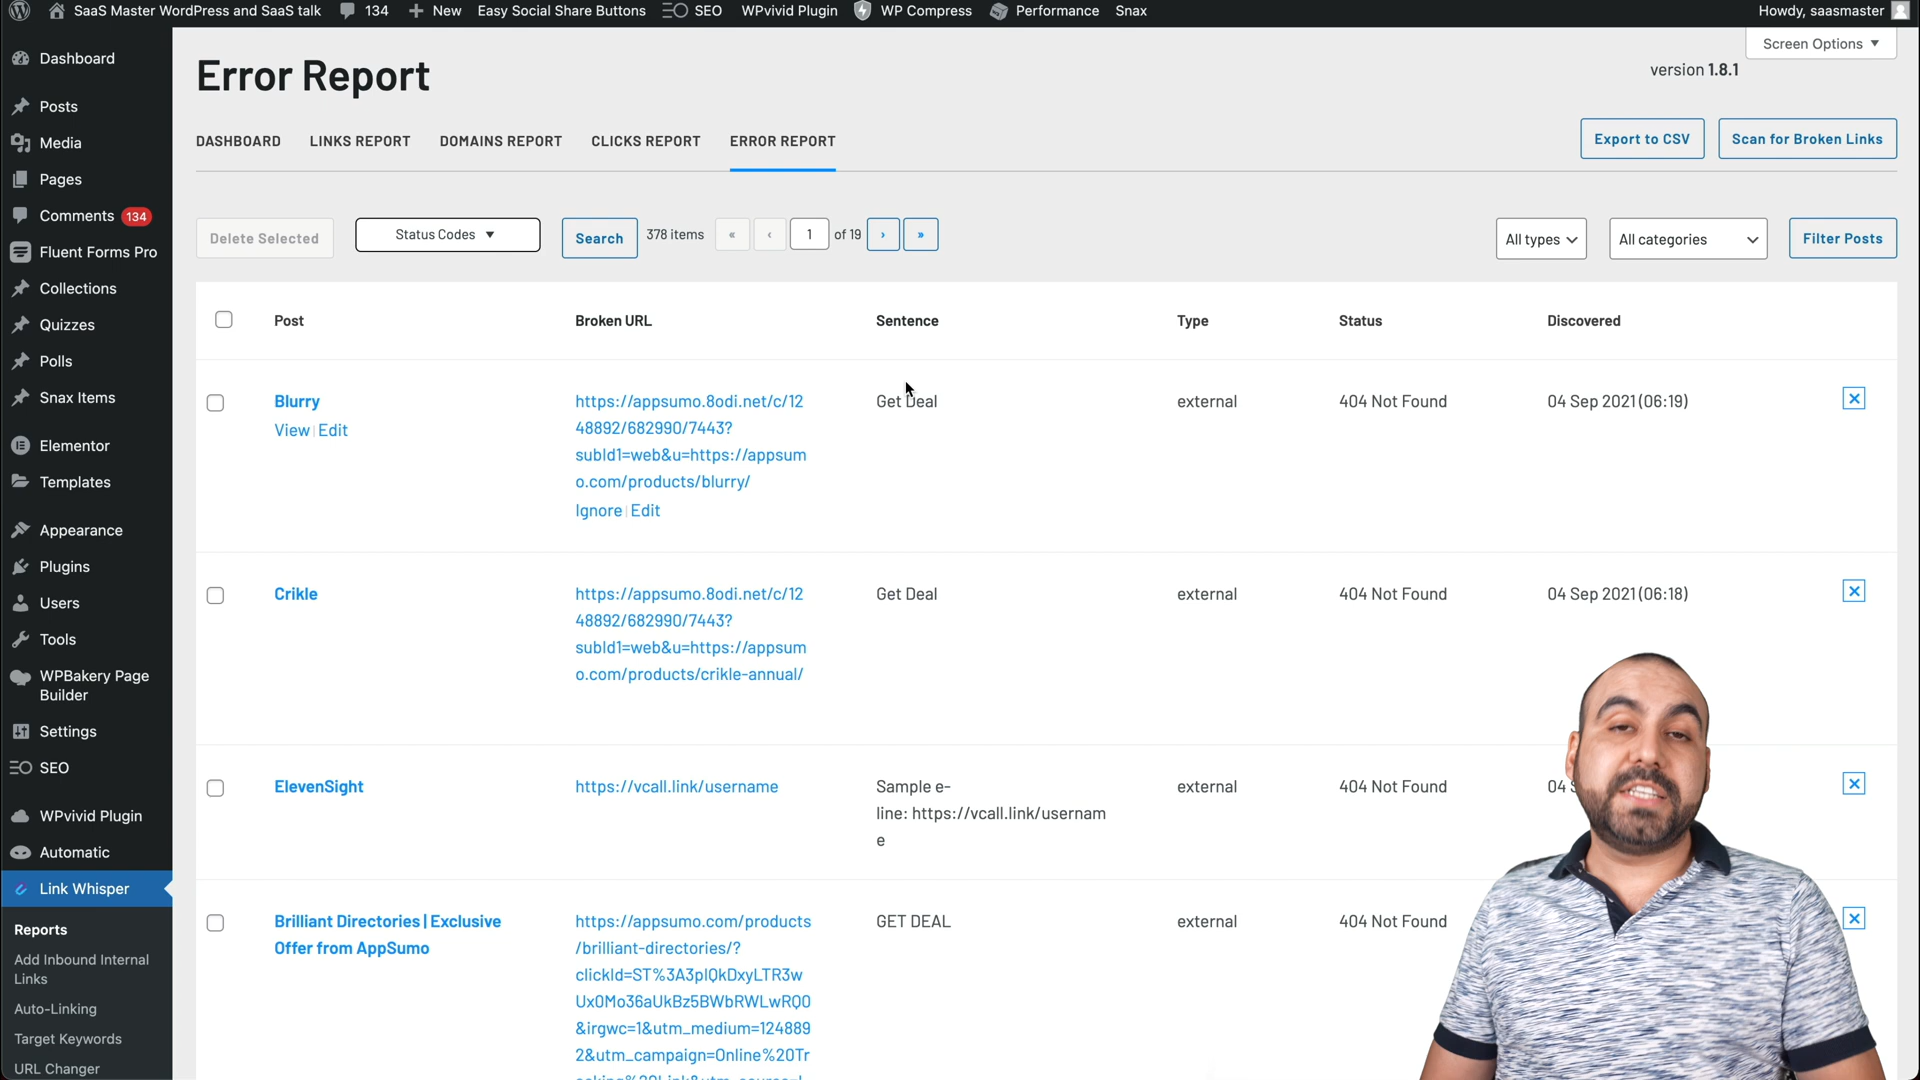 SaaS Master WordPress and SaaS talk 134 New Easy Social Share Buttons SEO WPvivid Plugin WP Compress Performance Snax Howdy, saasmaster
Screen Options
version 1.8.1
Dashboard
Posts
Media
Pages
Comments 134
Fluent Forms Pro
Collections
Quizzes
Polls
Snax Items
Elementor
Templates
Appearance
Plugins
Users
Tools
WPBakery Page
Builder
Settings
SEO
WPvivid Plugin
Automatic
Link Whisper
Reports
Add Inbound Internal
Links
Auto-Linking
Target Keywords
URL Changer
Error Report
DASHBOARD LINKS REPORT DOMAINS REPORT CLICKS REPORT ERROR REPORT
Export to CSV Scan for Broken Links
Delete Selected Status Codes Search 378 items « ‹ 1 of 19 › » All types All categories Filter Posts
Post Broken URL Sentence Type Status Discovered
Blurry
View | Edit
https://appsumo.8odi.net/c/12
48892/682990/7443?
subId1=web&u=https://appsum
o.com/products/blurry/
Ignore | Edit
Get Deal
external
404 Not Found
04 Sep 2021 (06:19)
Crikle
https://appsumo.8odi.net/c/12
48892/682990/7443?
subId1=web&u=https://appsum
o.com/products/crikle-annual/
Get Deal
external
404 Not Found
04 Sep 2021 (06:18)
ElevenSight
https://vcall.link/username
Sample e-
line: https://vcall.link/usernam
e
external
404 Not Found
04
Brilliant Directories | Exclusive
Offer from AppSumo
https://appsumo.com/products
/brilliant-directories/?
clickId=ST%3A3plQkDxyLTR3w
Ux0Mo36aUkBz5BWbRWLwRQ0
&irgwc=1&utm_medium=124889
2&utm_campaign=Online%20Tr
GET DEAL
external
404 Not Found